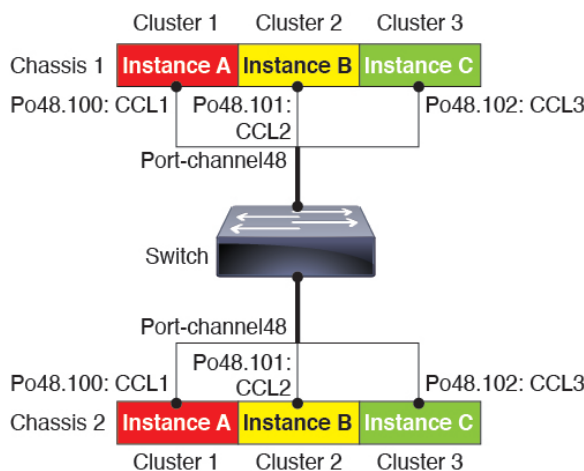 Cluster 1 Cluster 2 Cluster 3
Chassis 1 Instance A Instance B Instance C
Po48.100: CCL1 Po48.101: Po48.102: CCL3
CCL2
Port-channel48
Switch
Port-channel48
Po48.100: CCL1 Po48.101: Po48.102: CCL3
CCL2
Chassis 2 Instance A Instance B Instance C
Cluster 1 Cluster 2 Cluster 3